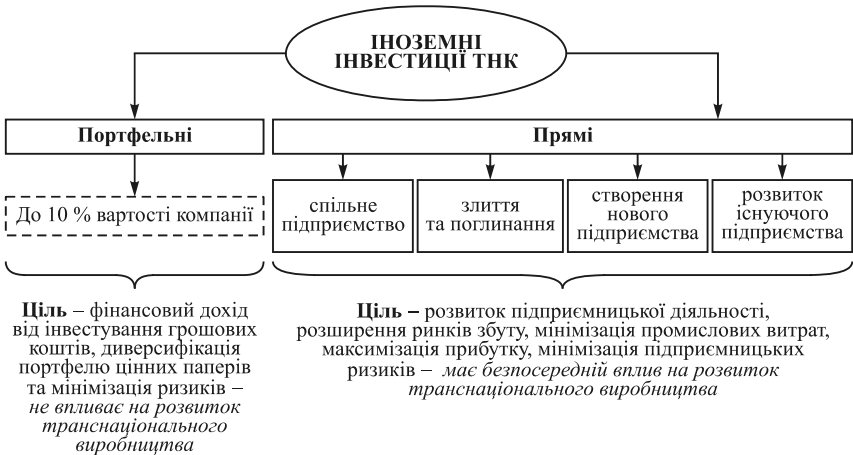 ІНОЗЕМНІ
ІНВЕСТИЦІЇ ТНК
Портфельні
Прямі
До 10 % вартості компанії
спільне
підприємство
злиття
та поглинання
створення
нового
підприємства
розвиток
існуючого
підприємства
Ціль – фінансовий дохід
від інвестування грошових
коштів, диверсифікація
портфелю цінних паперів
та мінімізація ризиків –
не впливає на розвиток
транснаціонального
виробництва
Ціль – розвиток підприємницької діяльності,
розширення ринків збуту, мінімізація промислових витрат,
максимізація прибутку, мінімізація підприємницьких
ризиків – має безпосередній вплив на розвиток
транснаціонального виробництва